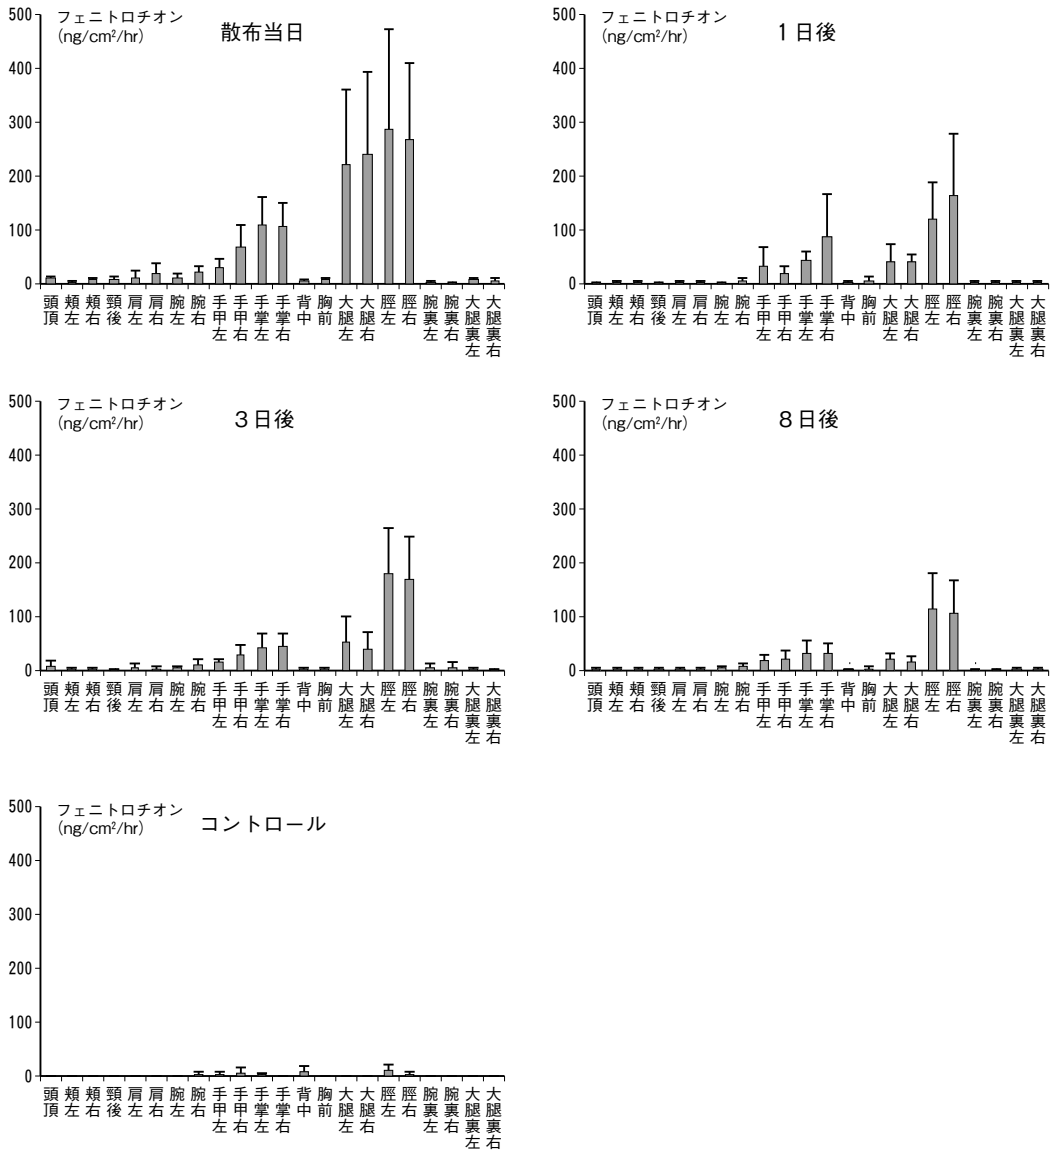 500
400
300
200
100
0
フェニトロチオン
(ng/cm²/hr)
散布当日
頭頂 頬左 頬右 頸後 肩左 肩右 腕左 腕右 手甲左 手甲右 手掌左 手掌右 背中 胸前 大腿左 大腿右 脛左 脛右 腕裏左 腕裏右 大腿裏左 大腿裏右
500
400
300
200
100
0
フェニトロチオン
(ng/cm²/hr)
1日後
頭頂 頬左 頬右 頸後 肩左 肩右 腕左 腕右 手甲左 手甲右 手掌左 手掌右 背中 胸前 大腿左 大腿右 脛左 脛右 腕裏左 腕裏右 大腿裏左 大腿裏右
500
400
300
200
100
0
フェニトロチオン
(ng/cm²/hr)
3日後
頭頂 頬左 頬右 頸後 肩左 肩右 腕左 腕右 手甲左 手甲右 手掌左 手掌右 背中 胸前 大腿左 大腿右 脛左 脛右 腕裏左 腕裏右 大腿裏左 大腿裏右
500
400
300
200
100
0
フェニトロチオン
(ng/cm²/hr)
8日後
頭頂 頬左 頬右 頸後 肩左 肩右 腕左 腕右 手甲左 手甲右 手掌左 手掌右 背中 胸前 大腿左 大腿右 脛左 脛右 腕裏左 腕裏右 大腿裏左 大腿裏右
500
400
300
200
100
0
フェニトロチオン
(ng/cm²/hr)
コントロール
頭頂 頬左 頬右 頸後 肩左 肩右 腕左 腕右 手甲左 手甲右 手掌左 手掌右 背中 胸前 大腿左 大腿右 脛左 脛右 腕裏左 腕裏右 大腿裏左 大腿裏右